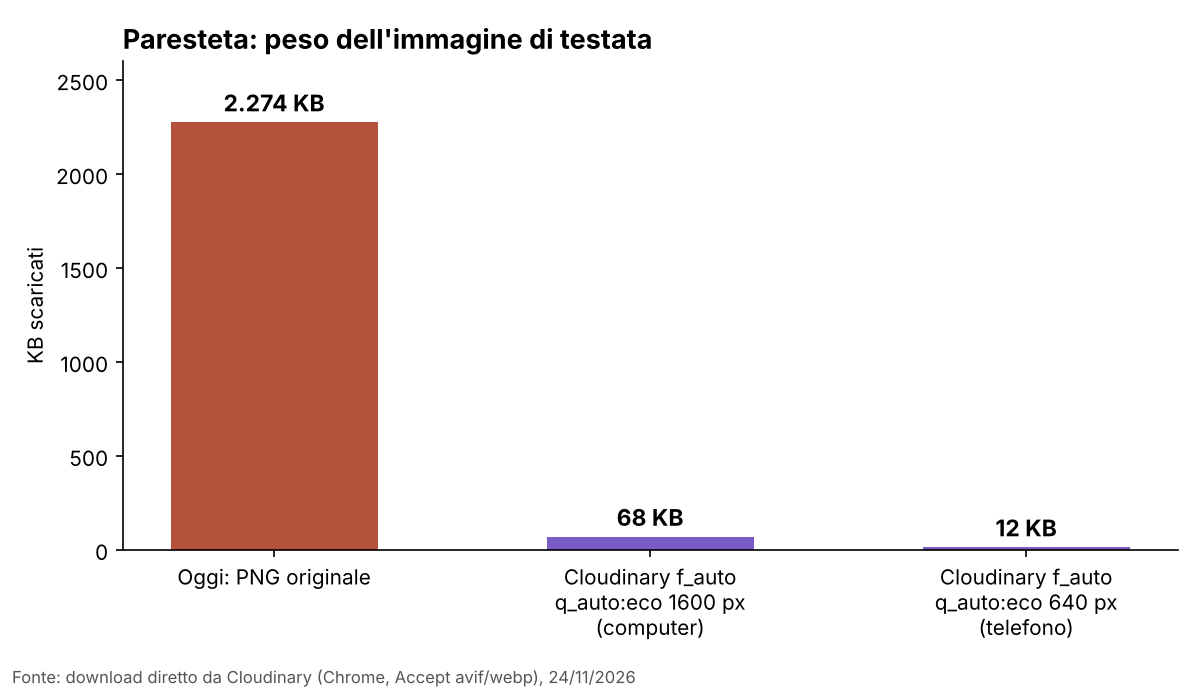 Paresteta: peso dell'immagine di testata
KB scaricati
2500
2000
1500
1000
500
0
2.274 KB
68 KB
12 KB
Oggi: PNG originale
Cloudinary f_auto
q_auto:eco 1600 px
(computer)
Cloudinary f_auto
q_auto:eco 640 px
(telefono)
Fonte: download diretto da Cloudinary (Chrome, Accept avif/webp), 24/11/2026